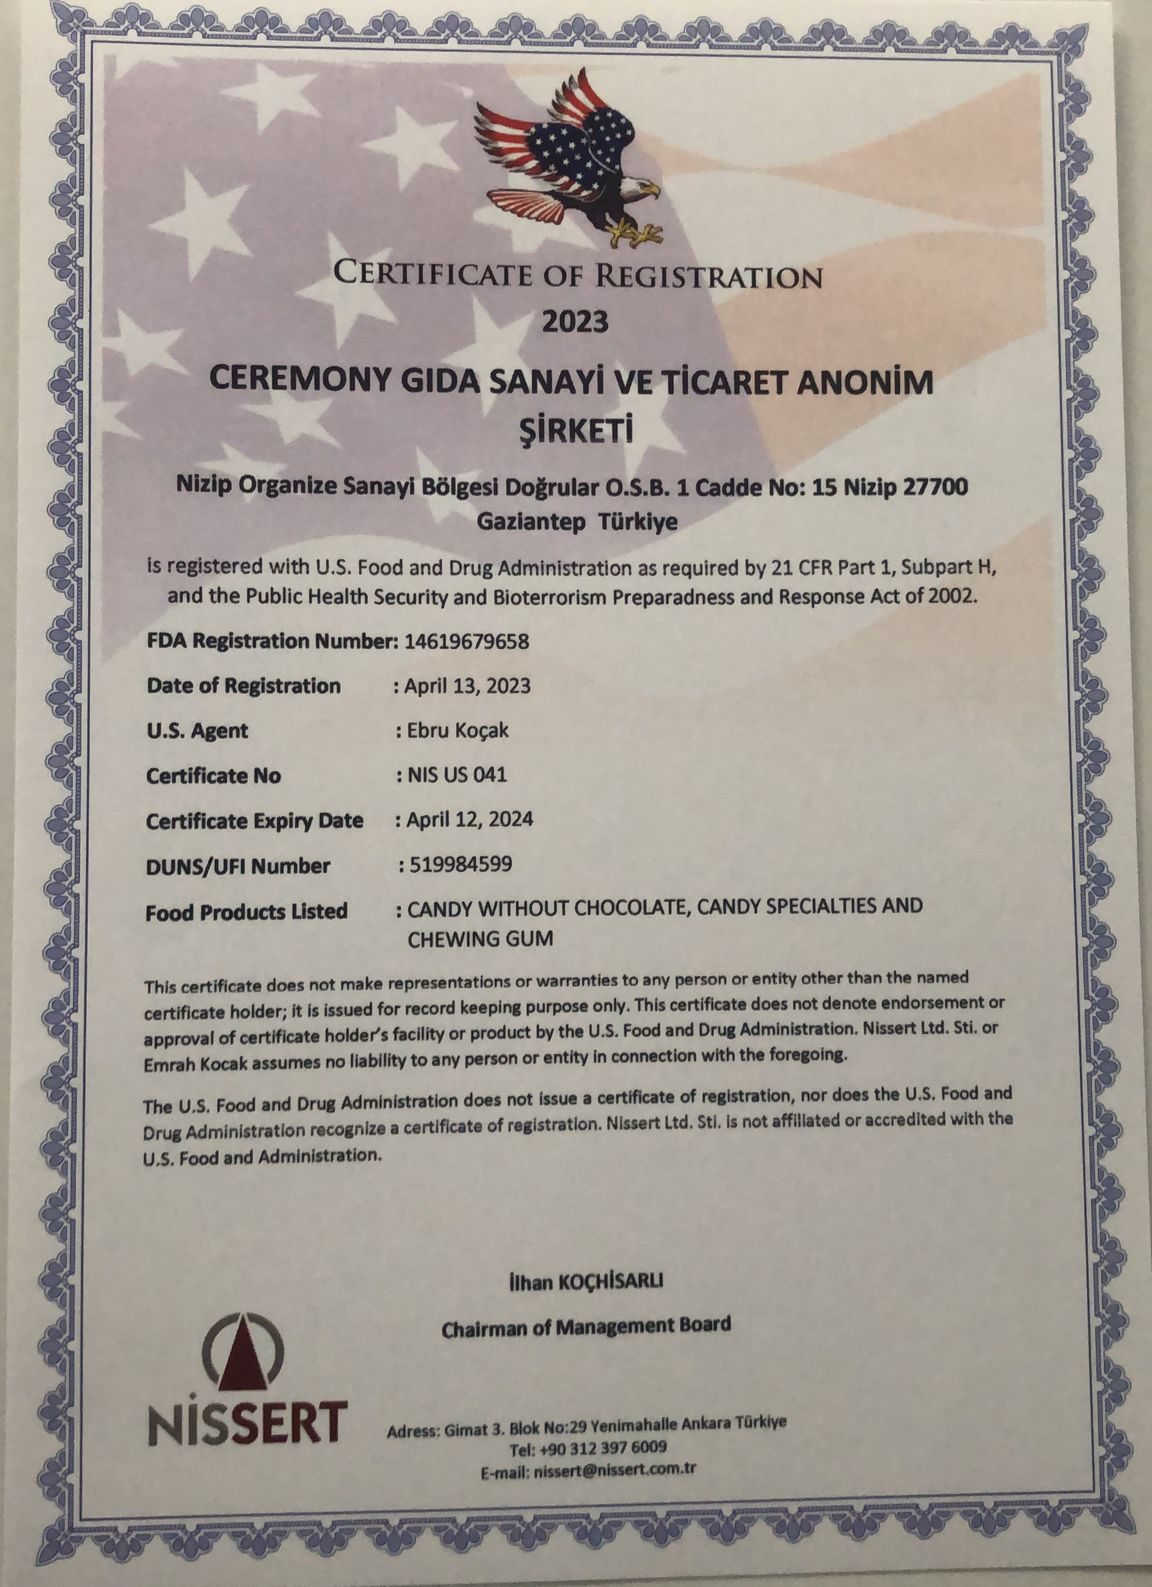 CERTIFICATE OF REGISTRATION
2023
CEREMONY GIDA SANAYİ VE TİCARET ANONİM
ŞİRKETİ
Nizip Organize Sanayi Bölgesi Doğrular O.S.B. 1 Cadde No: 15 Nizip 27700
Gaziantep Türkiye
is registered with U.S. Food and Drug Administration as required by 21 CFR Part 1, Subpart H,
and the Public Health Security and Bioterrorism Preparadness and Response Act of 2002.
FDA Registration Number: 14619679658
Date of Registration : April 13, 2023
U.S. Agent : Ebru Koçak
Certificate No : NIS US 041
Certificate Expiry Date : April 12, 2024
DUNS/UFI Number : 519984599
Food Products Listed : CANDY WITHOUT CHOCOLATE, CANDY SPECIALTIES AND
CHEWING GUM
This certificate does not make representations or warranties to any person or entity other than the named
certificate holder; it is issued for record keeping purpose only. This certificate does not denote endorsement or
approval of certificate holder's facility or product by the U.S. Food and Drug Administration. Nissert Ltd. Sti. or
Emrah Kocak assumes no liability to any person or entity in connection with the foregoing.
The U.S. Food and Drug Administration does not issue a certificate of registration, nor does the U.S. Food and
Drug Administration recognize a certificate of registration. Nissert Ltd. Sti. is not affiliated or accredited with the
U.S. Food and Administration.
İlhan KOÇHİSARLI
Chairman of Management Board
NİSSERT
Adress: Gimat 3. Blok No:29 Yenimahalle Ankara Türkiye
Tel: +90 312 397 6009
E-mail: nissert@nissert.com.tr